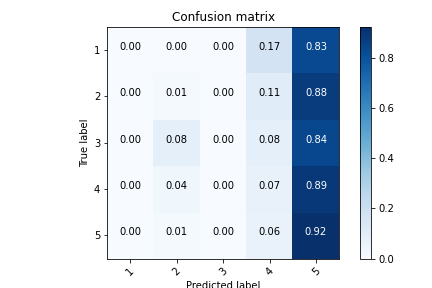 Confusion matrix
1 0.00 0.00 0.00 0.17 0.83
2 0.00 0.01 0.00 0.11 0.88
3 0.00 0.08 0.00 0.08 0.84
4 0.00 0.04 0.00 0.07 0.89
5 0.00 0.01 0.00 0.06 0.92
1 2 3 4 5
True label
Predicted label
0.8
0.6
0.4
0.2
0.0